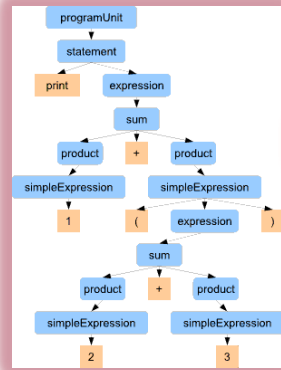 programUnit
statement
print expression
sum
product + product
simpleExpression simpleExpression
1 ( expression )
sum
product + product
simpleExpression simpleExpression
2 3